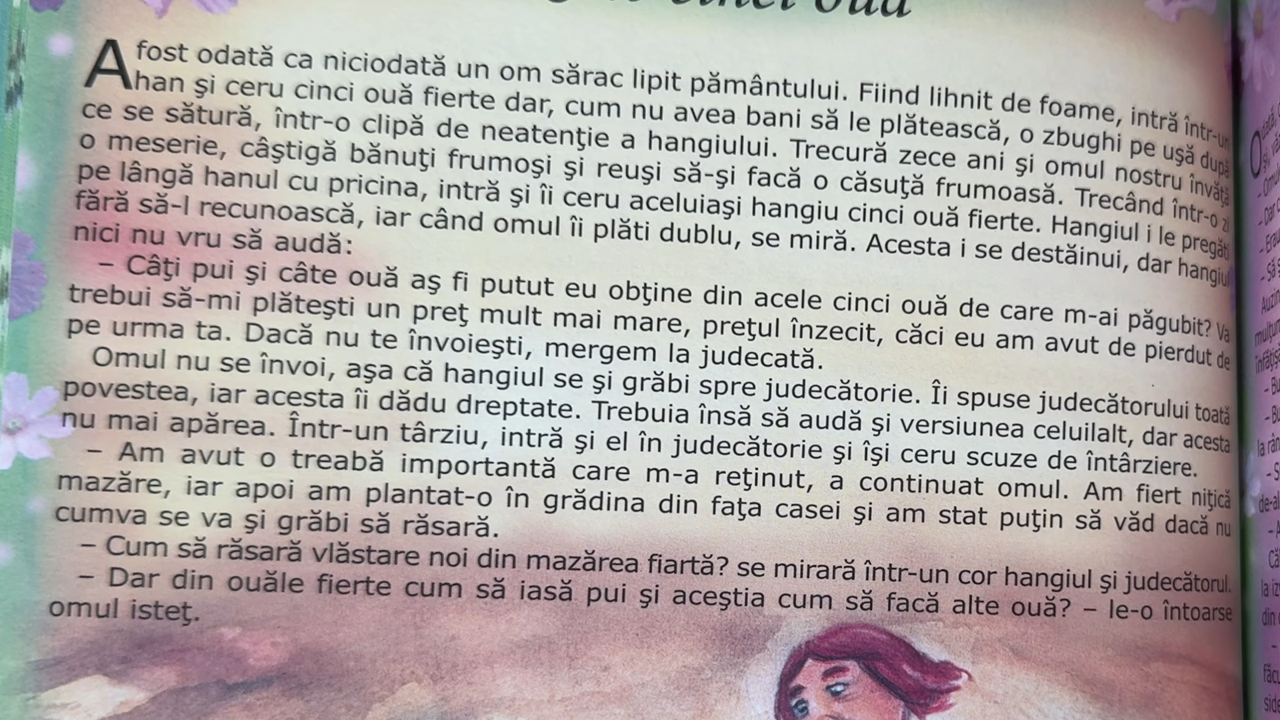 cinci ouă
A fost odată ca niciodată un om sărac lipit pământului. Fiind lihnit de foame, intră într-un
han şi ceru cinci ouă fierte dar, cum nu avea bani să le plătească, o zbughi pe uşă după
ce se sătură, într-o clipă de neatenţie a hangiului. Trecură zece ani şi omul nostru învăţă
o meserie, câştigă bănuţi frumoşi şi reuşi să-şi facă o căsuţă frumoasă. Trecând într-o zi
pe lângă hanul cu pricina, intră şi îi ceru aceluiaşi hangiu cinci ouă fierte. Hangiul i le pregăti
fără să-l recunoască, iar când omul îi plăti dublu, se miră. Acesta i se destăinui, dar hangiul
nici nu vru să audă:
– Câţi pui şi câte ouă aş fi putut eu obţine din acele cinci ouă de care m-ai păgubit? Va
trebui să-mi plăteşti un preţ mult mai mare, preţul înzecit, căci eu am avut de pierdut de
pe urma ta. Dacă nu te învoieşti, mergem la judecată.
Omul nu se învoi, aşa că hangiul se şi grăbi spre judecătorie. Îi spuse judecătorului toată
povestea, iar acesta îi dădu dreptate. Trebuia însă să audă şi versiunea celuilalt, dar acesta
nu mai apărea. Într-un târziu, intră şi el în judecătorie şi îşi ceru scuze de întârziere.
– Am avut o treabă importantă care m-a reţinut, a continuat omul. Am fiert niţică
mazăre, iar apoi am plantat-o în grădina din faţa casei şi am stat puţin să văd dacă nu
cumva se va şi grăbi să răsară.
– Cum să răsară vlăstare noi din mazărea fiartă? se mirară într-un cor hangiul şi judecătorul.
– Dar din ouăle fierte cum să iasă pui şi aceştia cum să facă alte ouă? – le-o întoarse
omul isteţ.